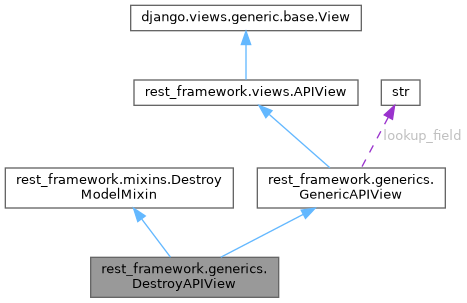 django.views.generic.base.View
rest_framework.views.APIView
str
lookup_field
rest_framework.mixins.Destroy
ModelMixin
rest_framework.generics.
GenericAPIView
rest_framework.generics.
DestroyAPIView